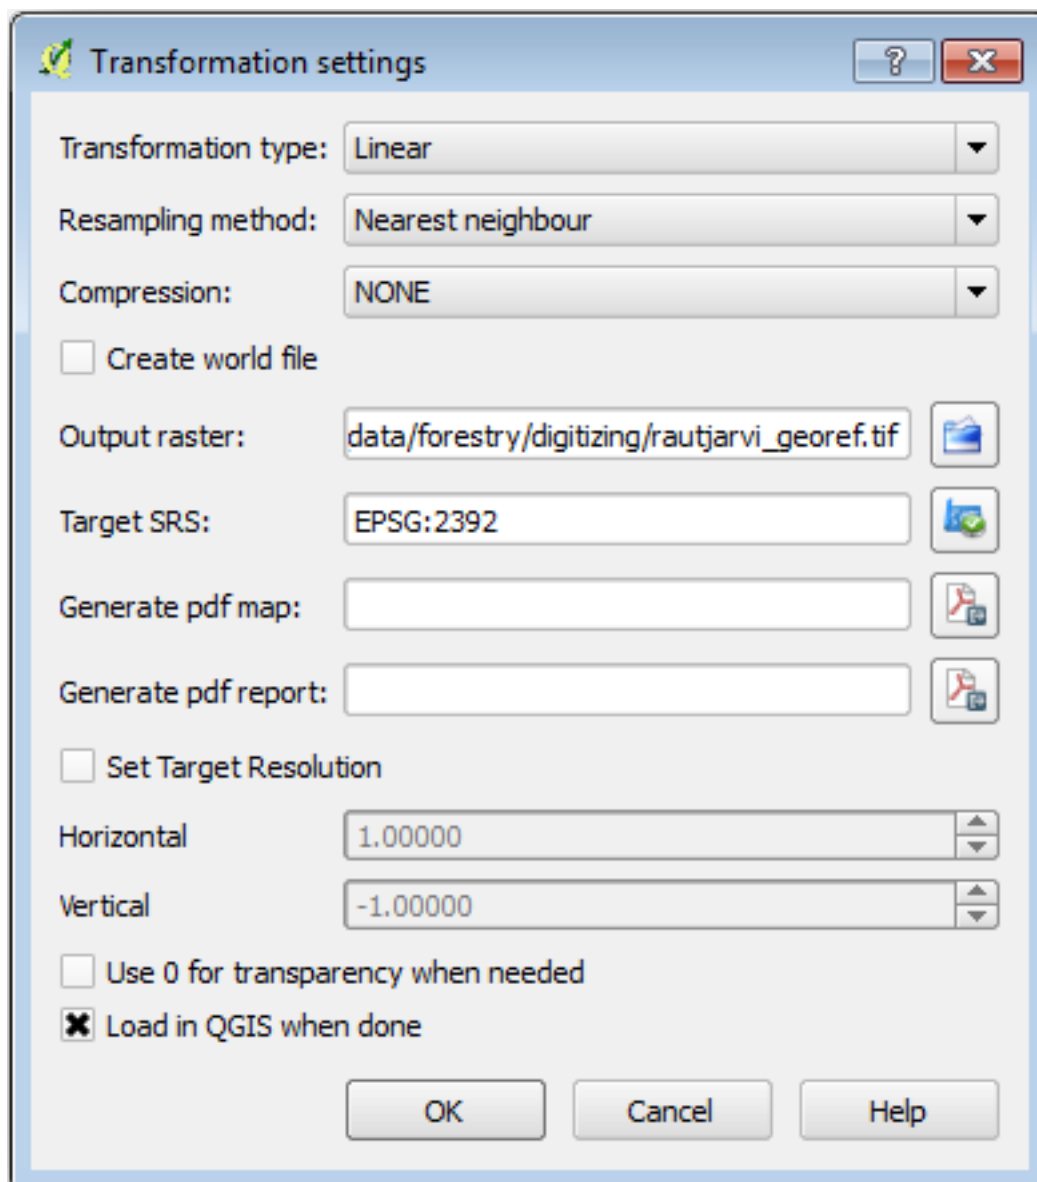 Transformation settings
Transformation type: Linear
Resampling method: Nearest neighbour
Compression: NONE
Create world file
Output raster: data/forestry/digitizing/rautjarvi_georef.tif
Target SRS: EPSG:2392
Generate pdf map:
Generate pdf report:
Set Target Resolution
Horizontal 1.00000
Vertical -1.00000
Use 0 for transparency when needed
Load in QGIS when done
OK Cancel Help